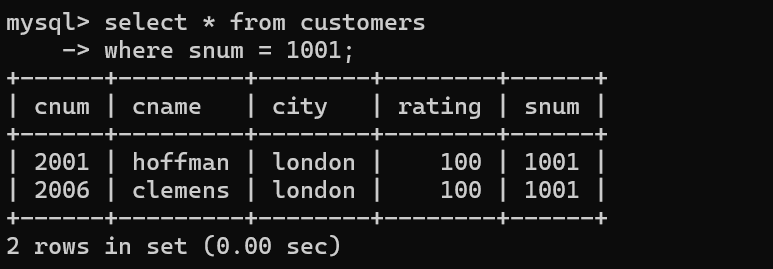 mysql> select * from customers
    -> where snum = 1001;
+------+---------+--------+--------+------+
| cnum | cname   | city   | rating | snum |
+------+---------+--------+--------+------+
| 2001 | hoffman | london |    100 | 1001 |
| 2006 | clemens | london |    100 | 1001 |
+------+---------+--------+--------+------+
2 rows in set (0.00 sec)